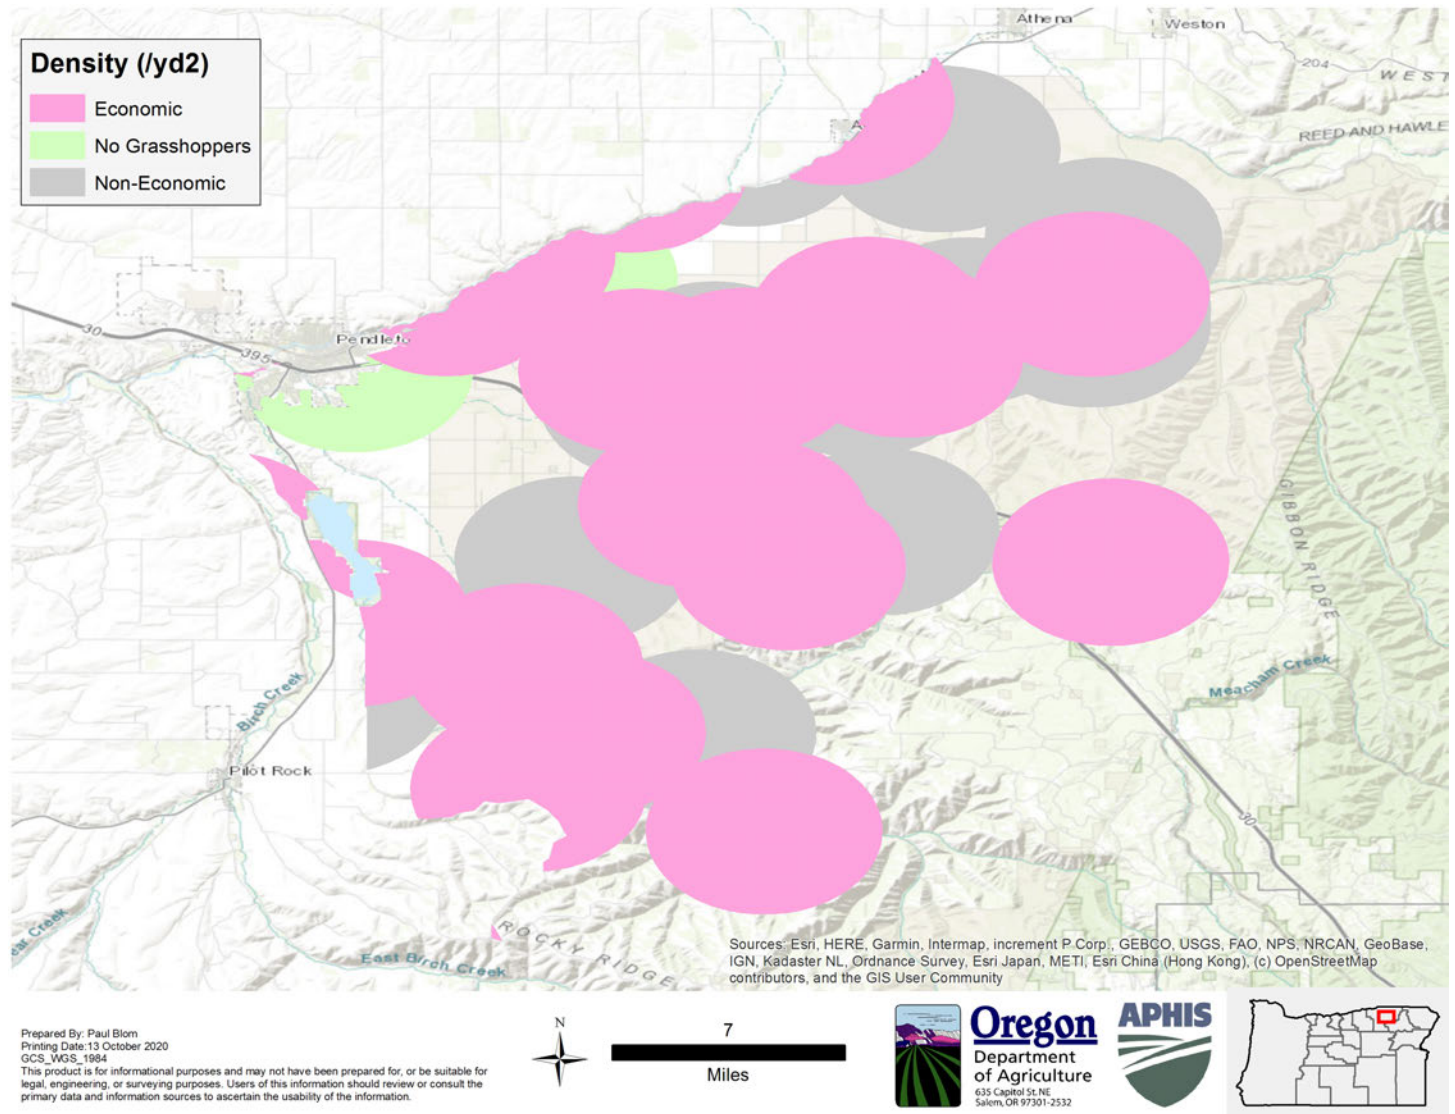 Density (/yd2)
Economic
No Grasshoppers
Non-Economic
Athena
Weston
204
WEST
REED AND HAWLE
A
30
395
Pendleto
GIBBON RIDGE
Meacham Creek
Birch Creek
Pilot Rock
30
ear Creek
East Birch Creek
ROCKY RIDGE
Sources: Esri, HERE, Garmin, Intermap, increment P Corp., GEBCO, USGS, FAO, NPS, NRCAN, GeoBase,
IGN, Kadaster NL, Ordnance Survey, Esri Japan, METI, Esri China (Hong Kong), (c) OpenStreetMap
contributors, and the GIS User Community
Prepared By: Paul Blom
Printing Date:13 October 2020
GCS_WGS_1984
This product is for informational purposes and may not have been prepared for, or be suitable for
legal, engineering, or surveying purposes. Users of this information should review or consult the
primary data and information sources to ascertain the usability of the information.
N
7
Miles
Oregon
Department
of Agriculture
635 Capitol St. NE
Salem, OR 97301-2532
APHIS